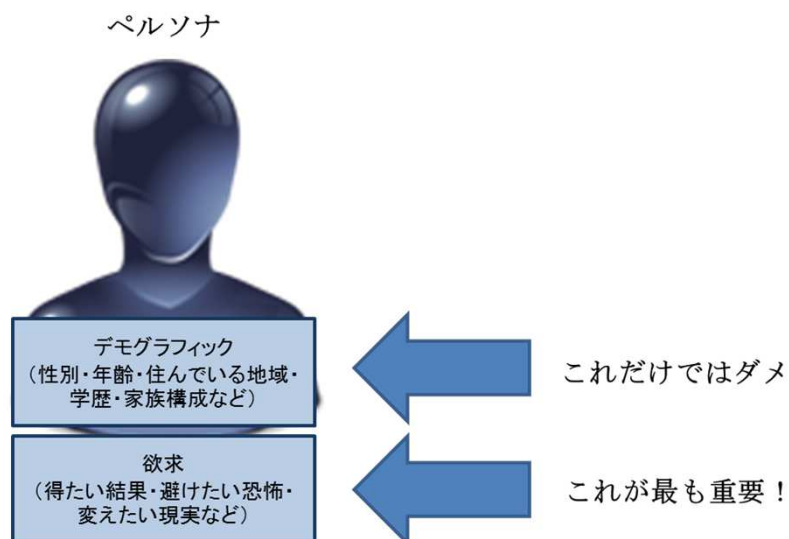 ペルソナ
デモグラフィック
(性別・年齢・住んでいる地域・
学歴・家族構成など)
これだけではダメ
欲求
(得たい結果・避けたい恐怖・
変えたい現実など)
これが最も重要！